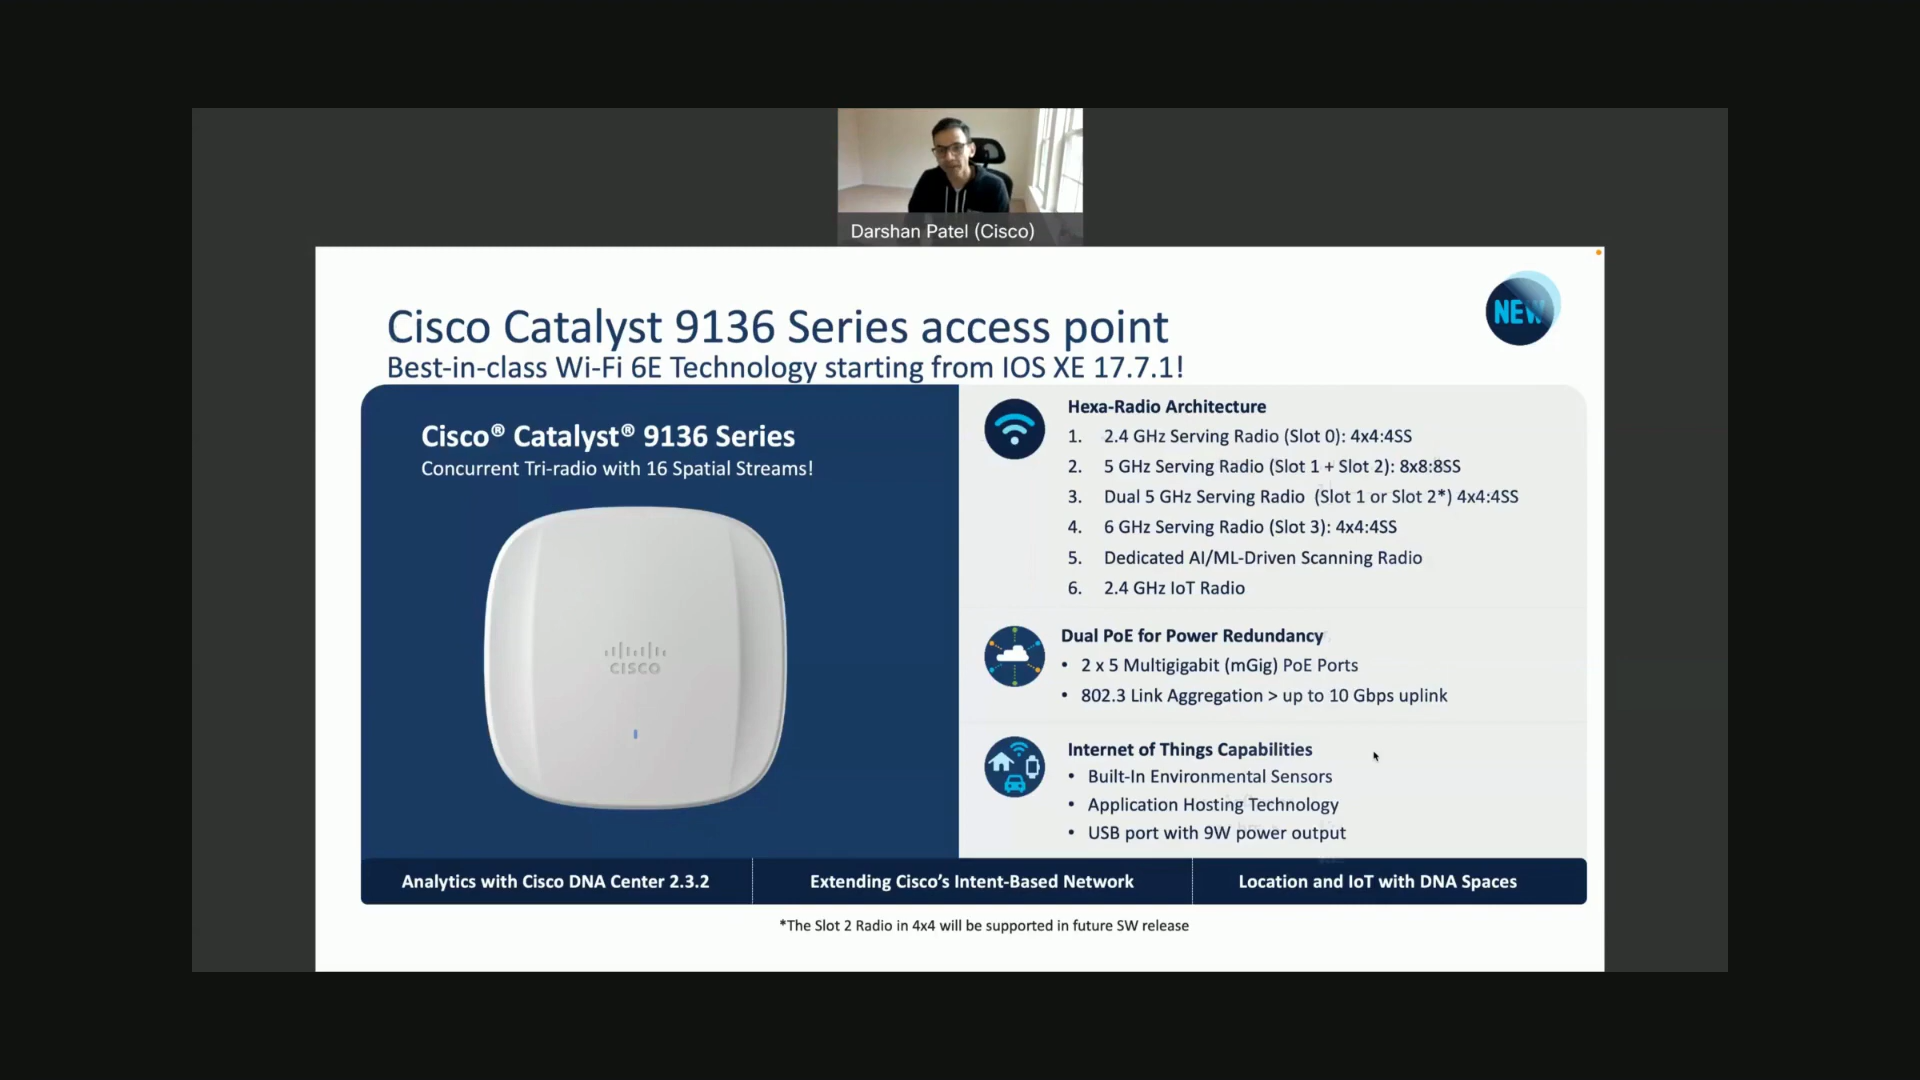 Darshan Patel (Cisco)
Cisco Catalyst 9136 Series access point
NEW
Best-in-class Wi-Fi 6E Technology starting from IOS XE 17.7.1!
Cisco® Catalyst® 9136 Series
Concurrent Tri-radio with 16 Spatial Streams!
CISCO
Hexa-Radio Architecture
1. 2.4 GHz Serving Radio (Slot 0): 4x4:4SS
2. 5 GHz Serving Radio (Slot 1 + Slot 2): 8x8:8SS
3. Dual 5 GHz Serving Radio (Slot 1 or Slot 2*) 4x4:4SS
4. 6 GHz Serving Radio (Slot 3): 4x4:4SS
5. Dedicated AI/ML-Driven Scanning Radio
6. 2.4 GHz IoT Radio
Dual PoE for Power Redundancy
• 2 x 5 Multigigabit (mGig) PoE Ports
• 802.3 Link Aggregation > up to 10 Gbps uplink
Internet of Things Capabilities
• Built-In Environmental Sensors
• Application Hosting Technology
• USB port with 9W power output
Analytics with Cisco DNA Center 2.3.2
Extending Cisco's Intent-Based Network
Location and IoT with DNA Spaces
*The Slot 2 Radio in 4x4 will be supported in future SW release